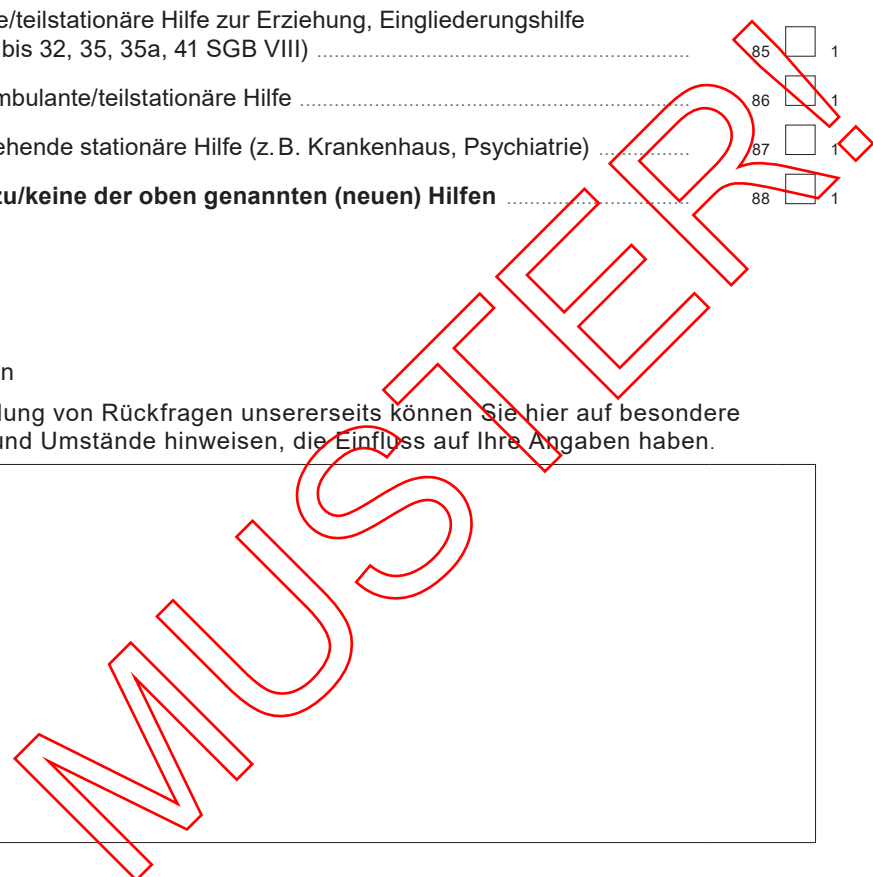 e/teilstationäre Hilfe zur Erziehung, Eingliederungshilfe
bis 32, 35, 35a, 41 SGB VIII) 85 1
mbulante/teilstationäre Hilfe 86 1
ehende stationäre Hilfe (z. B. Krankenhaus, Psychiatrie) 87 1
zu/keine der oben genannten (neuen) Hilfen 88 1
n
dung von Rückfragen unsererseits können Sie hier auf besondere
und Umstände hinweisen, die Einfluss auf Ihre Angaben haben.
MUSTER!